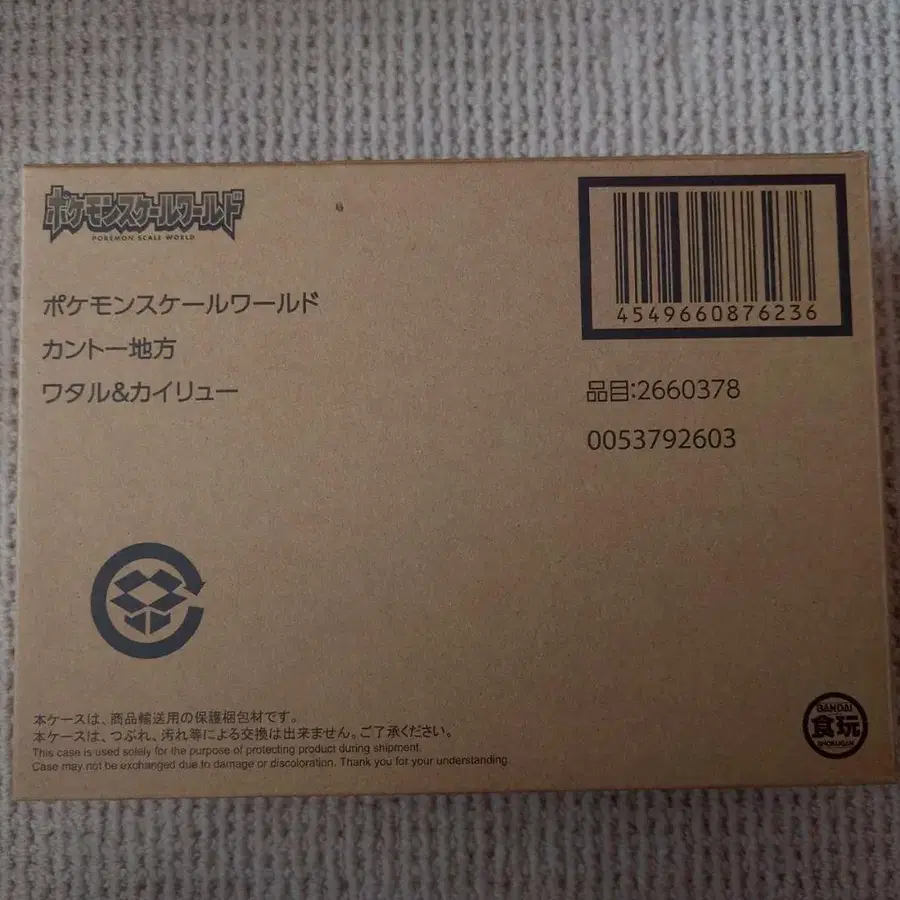 ポケモンスケールワールド
POKEMON SCALE WORLD
ポケモンスケールワールド
カントー地方
ワタル&カイリュー
4549660876236
品目:2660378
0053792603
本ケースは、商品輸送用の保護梱包材です。
本ケースは、つぶれ、汚れ等による交換は出来ません。ご了承ください。
This case is used solely for the purpose of protecting product during shipment.
Case may not be exchanged due to damage or discoloration. Thank you for your understanding.
BANDAI
食玩
SHOKUGAN